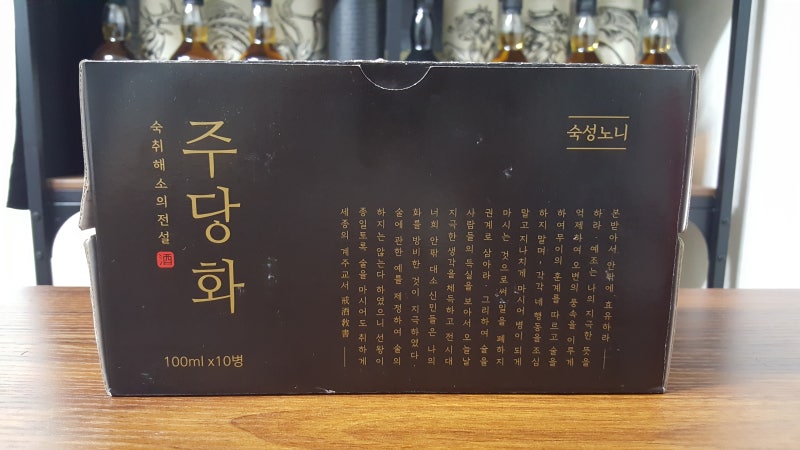 주당화
숙취해소의전설
酒
100ml x10병
숙성노니
세종의 계주교서 戒酒敎書
종일토록 술을 마시어도 취하게
하지는 않는다 하였으니 선왕이
술에 관한 예를 제정하여 술의
화를 방비한 것이 지극하였다
너희 안팎 대소 신민들은 나의
지극한 생각을 체득하고 전시대
사람들의 득실을 보아서 오늘날
권계로 삼아라. 그리하여 술을
마시는 것으로써 일을 폐하지
말고 지나치게 마시어 병이 되게
하지 말며, 각각 네 행동을 조심
하여 무이의 훈계를 따르고 술을
억제하여 오변의 풍속을 이루게
하라. 예조는 나의 지극한 뜻을
본받아서 안팎에 효유하라